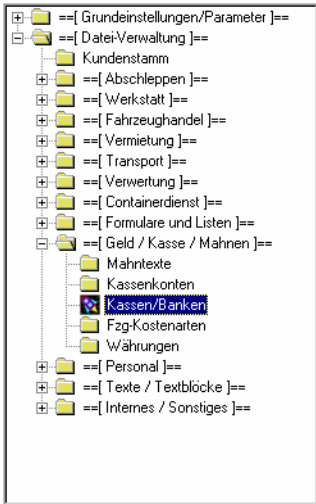 ==[ Grundeinstellungen/Parameter ]==
==[ Datei-Verwaltung ]==
Kundenstamm
==[ Abschleppen ]==
==[ Werkstatt ]==
==[ Fahrzeughandel ]==
==[ Vermietung ]==
==[ Transport ]==
==[ Verwertung ]==
==[ Containerdienst ]==
==[ Formulare und Listen ]==
==[ Geld / Kasse / Mahnen ]==
Mahntexte
Kassenkonten
Kassen/Banken
Fzg-Kostenarten
Währungen
==[ Personal ]==
==[ Texte / Textblöcke ]==
==[ Internes / Sonstiges ]==